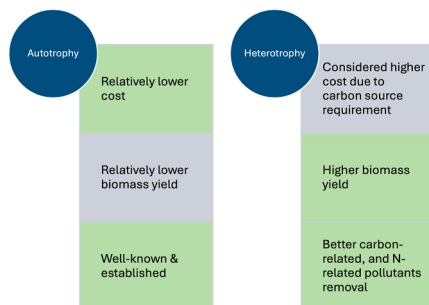 Autotrophy
Relatively lower
cost
Relatively lower
biomass yield
Well-known &
established
Heterotrophy
Considered higher
cost due to
carbon source
requirement
Higher biomass
yield
Better carbon-
related, and N-
related pollutants
removal